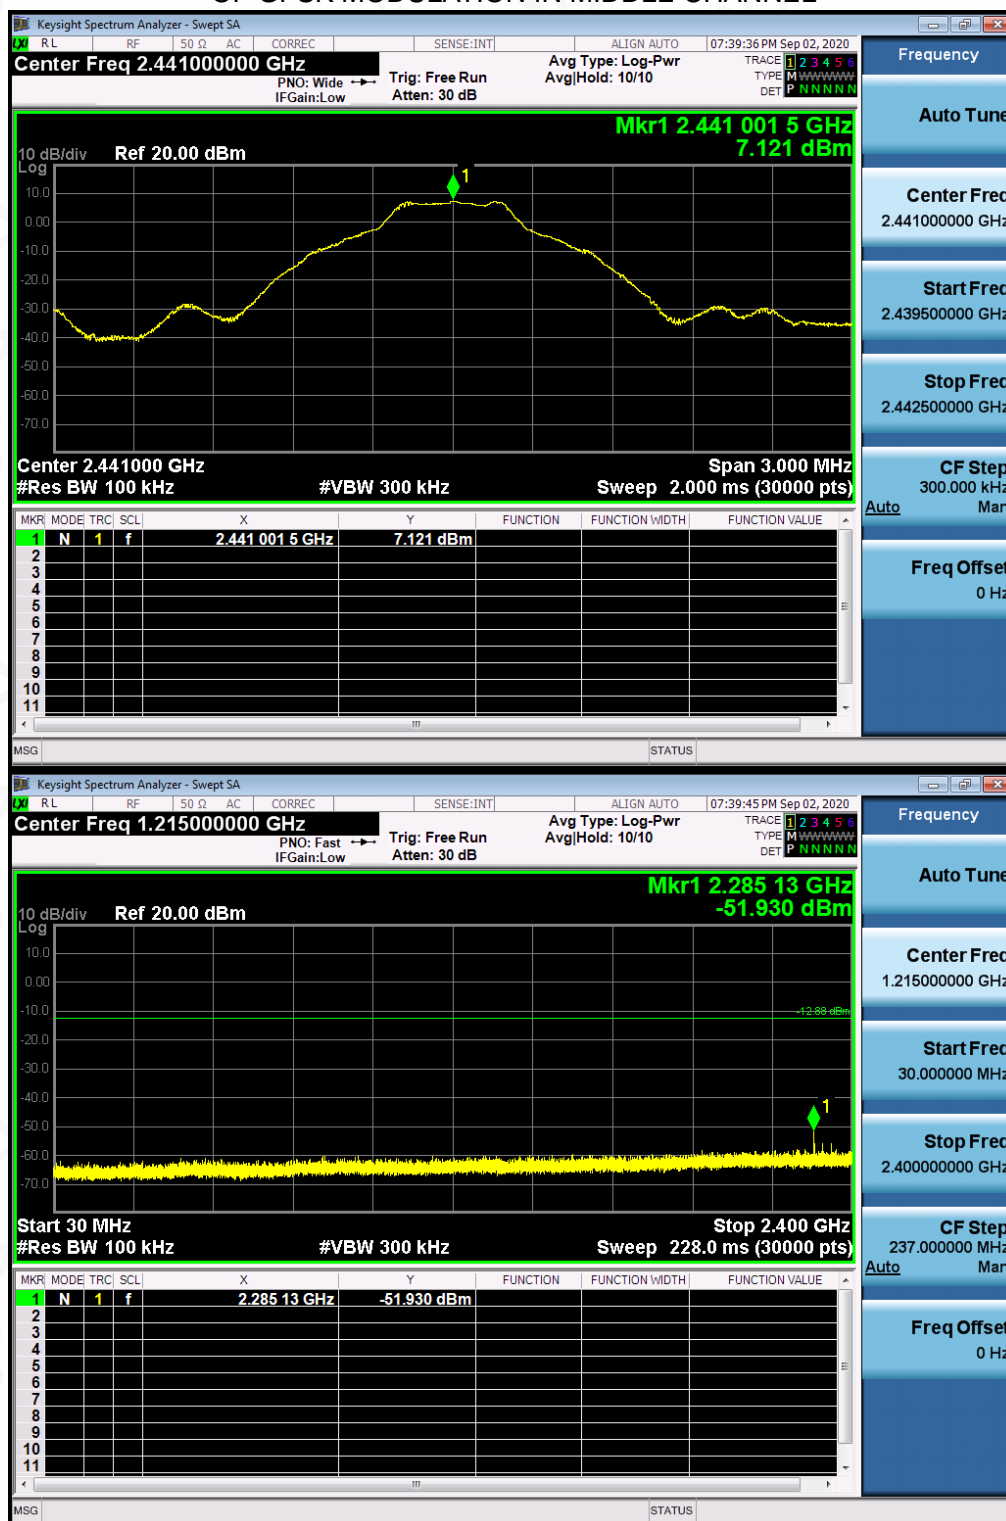 OF GFSK MODULATION IN MIDDLE CHANNEL
Keysight Spectrum Analyzer - Swept SA
LXI RL RF 50 Ω AC CORREC SENSE:INT ALIGN AUTO 07:39:36 PM Sep 02, 2020
Center Freq 2.441000000 GHz
PNO: Wide
IFGain:Low
Trig: Free Run
Atten: 30 dB
Avg Type: Log-Pwr
Avg|Hold: 10/10
TRACE 1 2 3 4 5 6
TYPE M WWWWW
DET P N N N N N
Mkr1 2.441 001 5 GHz
7.121 dBm
10 dB/div Ref 20.00 dBm
Log
10.0
0.00
-10.0
-20.0
-30.0
-40.0
-50.0
-60.0
-70.0
1
Center 2.441000 GHz Span 3.000 MHz
#Res BW 100 kHz #VBW 300 kHz Sweep 2.000 ms (30000 pts)
MKR MODE TRC SCL X Y FUNCTION FUNCTION WIDTH FUNCTION VALUE
1 N 1 f 2.441 001 5 GHz 7.121 dBm
2
3
4
5
6
7
8
9
10
11
MSG STATUS
Frequency
Auto Tune
Center Freq
2.441000000 GHz
Start Freq
2.439500000 GHz
Stop Freq
2.442500000 GHz
CF Step
300.000 kHz
Auto Man
Freq Offset
0 Hz
Keysight Spectrum Analyzer - Swept SA
LXI RL RF 50 Ω AC CORREC SENSE:INT ALIGN AUTO 07:39:45 PM Sep 02, 2020
Center Freq 1.215000000 GHz
PNO: Fast
IFGain:Low
Trig: Free Run
Atten: 30 dB
Avg Type: Log-Pwr
Avg|Hold: 10/10
TRACE 1 2 3 4 5 6
TYPE M WWWWW
DET P N N N N N
Mkr1 2.285 13 GHz
-51.930 dBm
10 dB/div Ref 20.00 dBm
Log
10.0
0.00
-10.0
-20.0
-30.0
-40.0
-50.0
-60.0
-70.0
-12.88 dBm
1
Start 30 MHz Stop 2.400 GHz
#Res BW 100 kHz #VBW 300 kHz Sweep 228.0 ms (30000 pts)
MKR MODE TRC SCL X Y FUNCTION FUNCTION WIDTH FUNCTION VALUE
1 N 1 f 2.285 13 GHz -51.930 dBm
2
3
4
5
6
7
8
9
10
11
MSG STATUS
Frequency
Auto Tune
Center Freq
1.215000000 GHz
Start Freq
30.000000 MHz
Stop Freq
2.400000000 GHz
CF Step
237.000000 MHz
Auto Man
Freq Offset
0 Hz